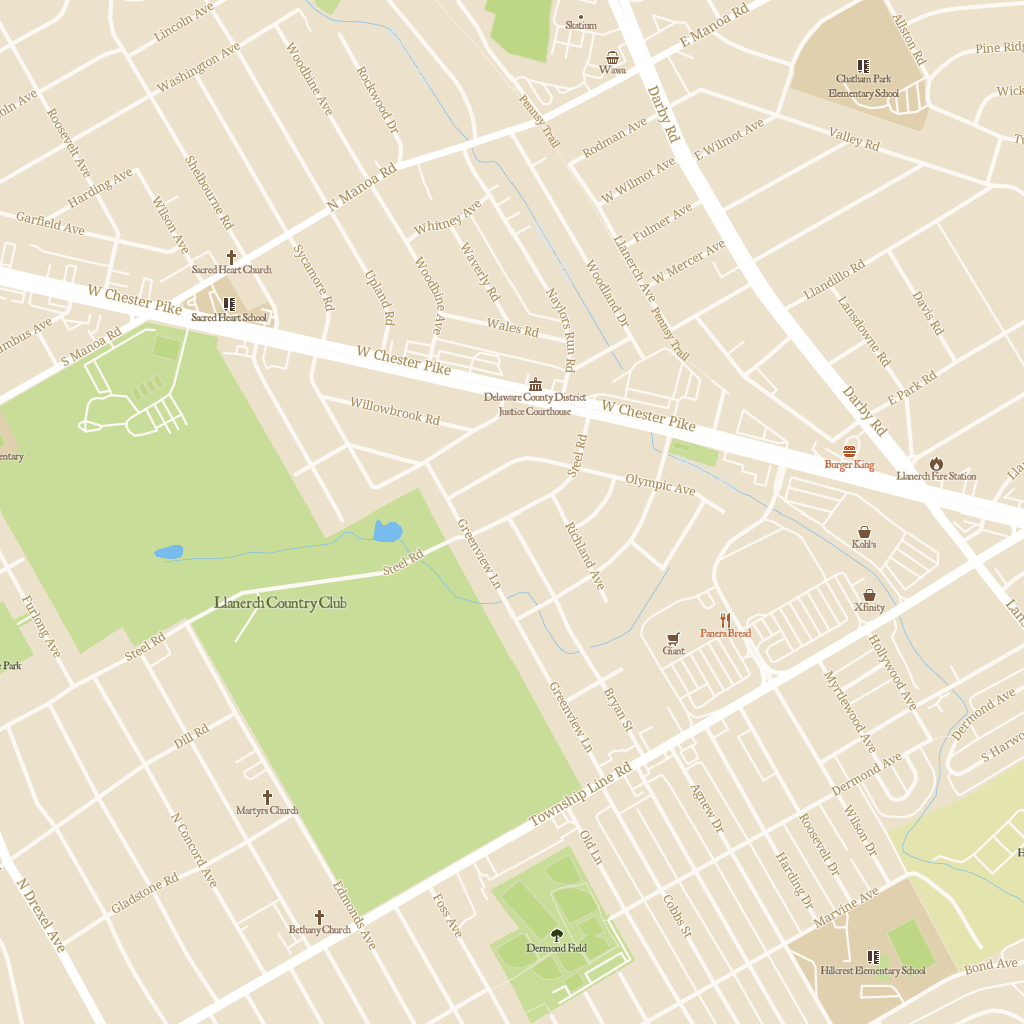 Skatium
E Manoa Rd
Lincoln Ave
Allston Rd
Pine Ridg
Washington Ave
Woodbine Ave
Wawa
Chatham Park
Elementary School
Rockwood Dr
Wick
oln Ave
Darby Rd
Pennsy Trail
Roosevelt Ave
Rodman Ave
E Wilmot Ave
Valley Rd
Shelbourne Rd
Harding Ave
N Manoa Rd
W Wilmot Ave
Garfield Ave
Wilson Ave
Whitney Ave
Fulmer Ave
Sacred Heart Church
Sycamore Rd
Upland Rd
Woodbine Ave
Waverly Rd
Woodland Dr
Llanerch Ave
W Mercer Ave
Llandillo Rd
W Chester Pike
Sacred Heart School
Naylors Run Rd
Lansdowne Rd
Davis Rd
umbus Ave
S Manoa Rd
Wales Rd
Pennsy Trail
W Chester Pike
Delaware County District
Justice Courthouse
E Park Rd
Willowbrook Rd
W Chester Pike
Darby Rd
entary
Steel Rd
Burger King
Llanerch Fire Station
Olympic Ave
Greenview Ln
Richland Ave
Kohl's
Steel Rd
Furlong Ave
Llanerch Country Club
Xfinity
Steel Rd
Panera Bread
Giant
Park
Hollywood Ave
Greenview Ln
Bryan St
Myrtlewood Ave
Dermond Ave
Dill Rd
S Harwo
Township Line Rd
Dermond Ave
Martyrs Church
Agnew Dr
N Concord Ave
Old Ln
Roosevelt Dr
Wilson Dr
N Drexel Ave
Gladstone Rd
Edmonds Ave
Harding Dr
Marvine Ave
Bethany Church
Foss Ave
Cobbs St
Dermond Field
Hillcrest Elementary School
Bond Ave